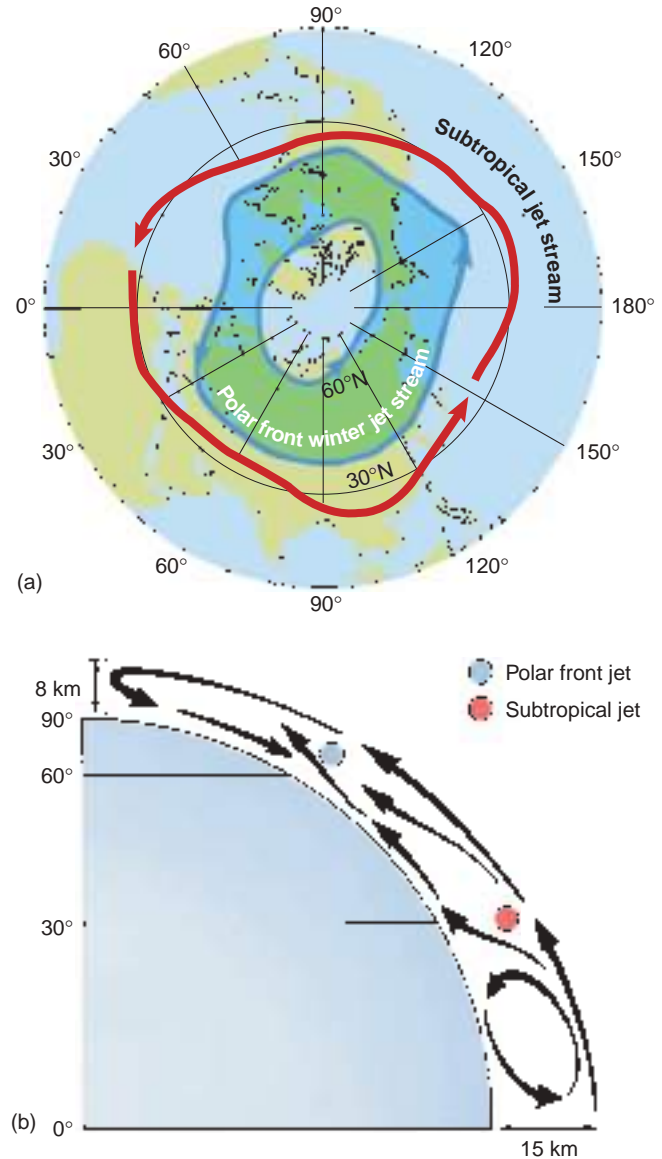 90°
60°
120°
30°
150°
Subtropical jet stream
0°
180°
60°N
Polar front winter jet stream
30°N
30°
150°
60°
120°
90°
(a)
8 km
Polar front jet
Subtropical jet
90°
60°
30°
0°
(b)
15 km